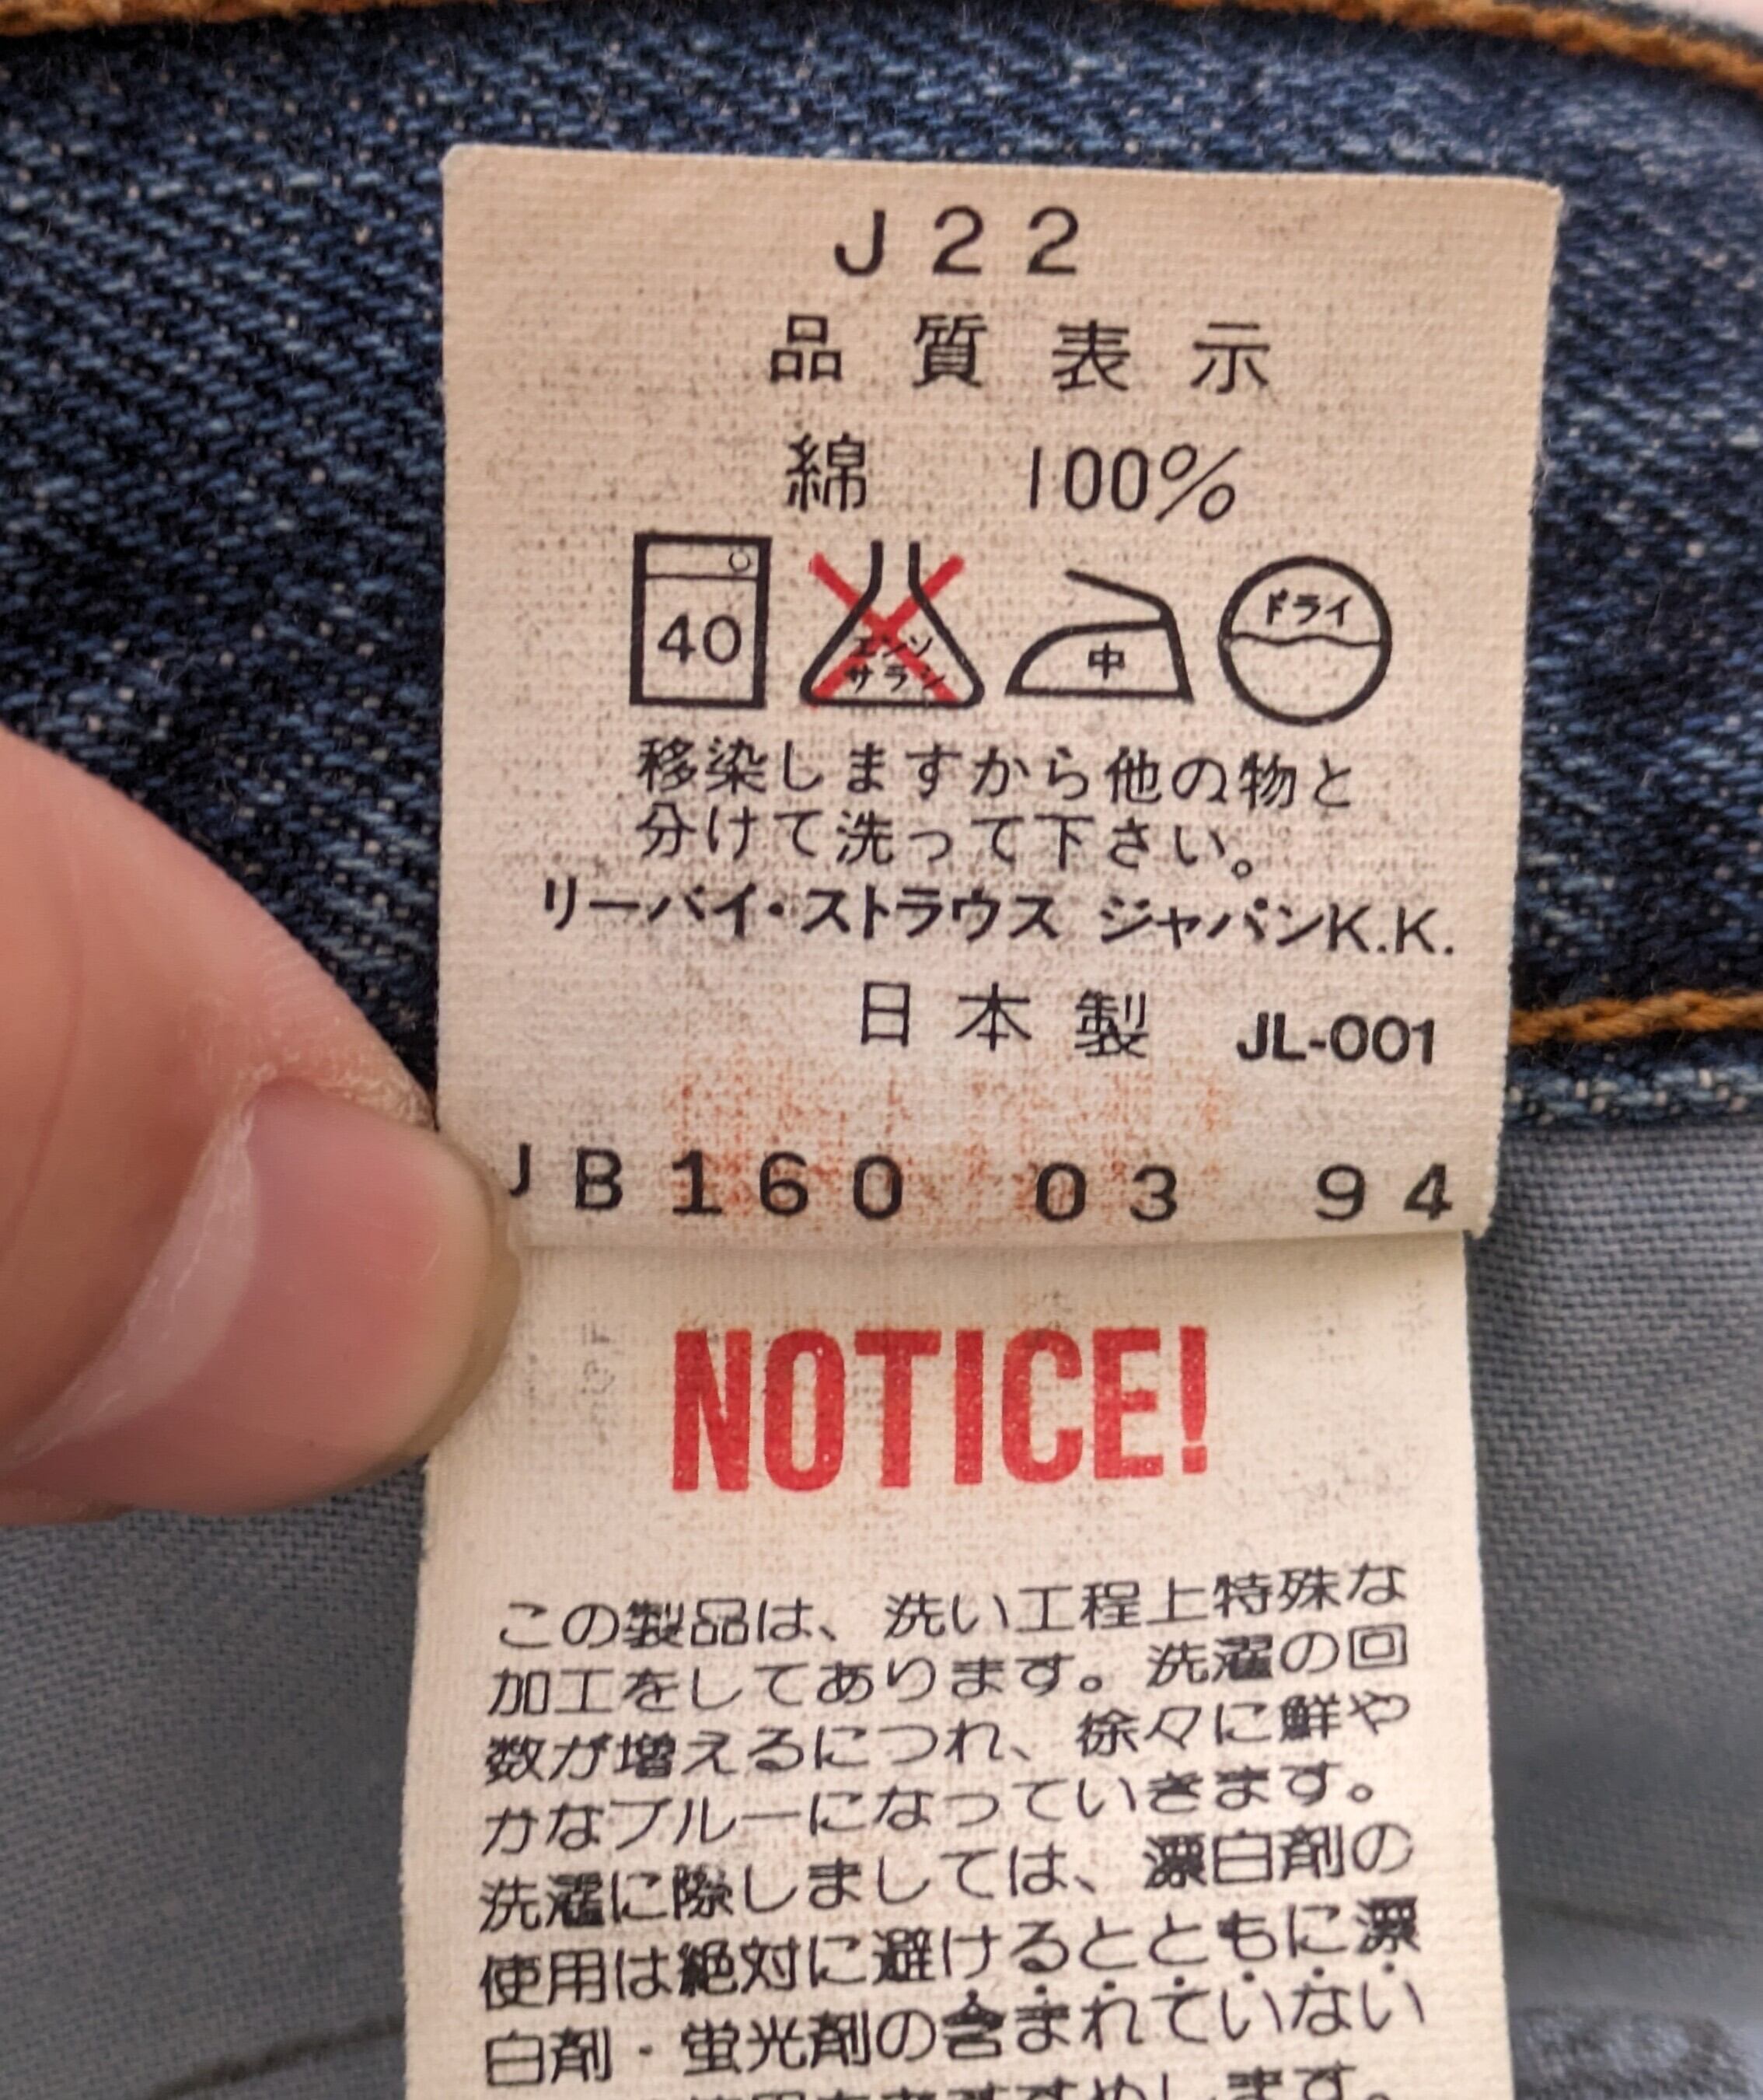 J22
品質表示
綿 100%
40 エンソサラシ 中 ドライ
移染しますから他の物と
分けて洗って下さい。
リーバイ・ストラウス ジャパンK.K.
日本製 JL-001
JB160 03 94
NOTICE!
この製品は、洗い工程上特殊な
加工をしてあります。洗濯の回
数が増えるにつれ、徐々に鮮や
かなブルーになっていきます。
洗濯に際しましては、漂白剤の
使用は絶対に避けるとともに漂
白剤・蛍光剤の含まれていない
すすめします。